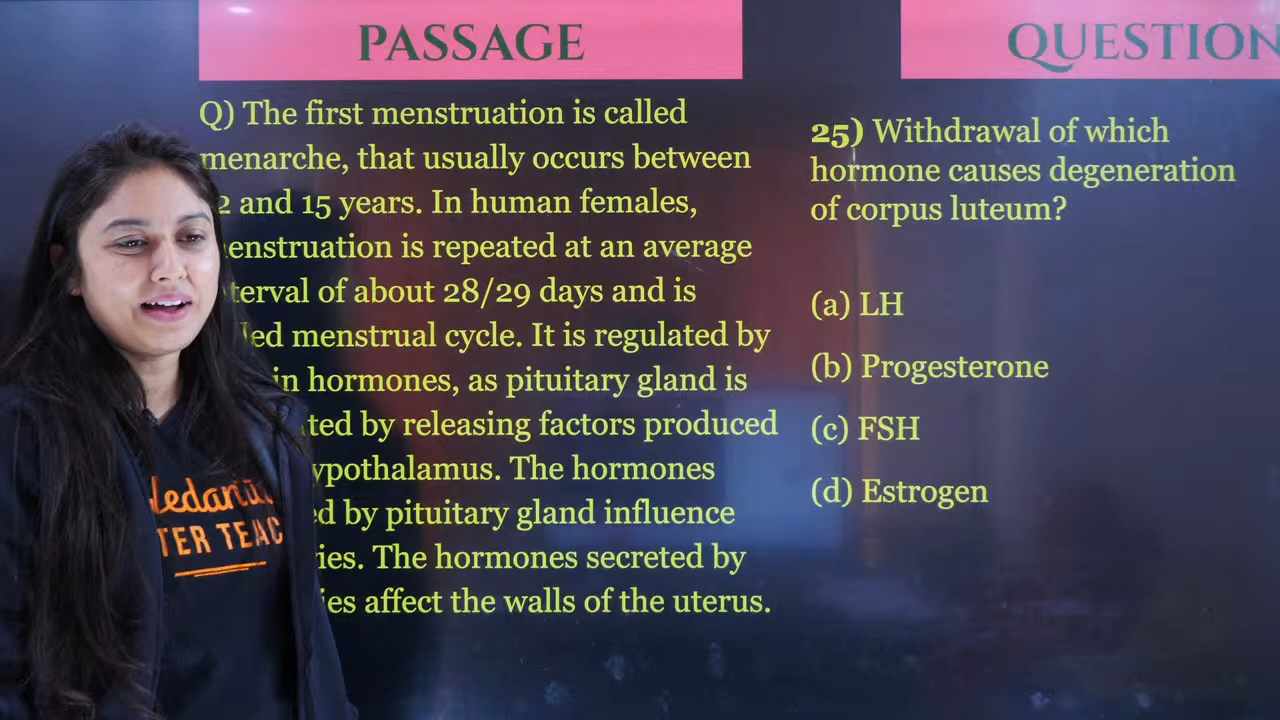 PASSAGE
Q) The first menstruation is called
menarche, that usually occurs between
2 and 15 years. In human females,
enstruation is repeated at an average
terval of about 28/29 days and is
led menstrual cycle. It is regulated by
in hormones, as pituitary gland is
ted by releasing factors produced
ypothalamus. The hormones
ed by pituitary gland influence
ies. The hormones secreted by
ies affect the walls of the uterus.
QUESTION
25) Withdrawal of which
hormone causes degeneration
of corpus luteum?
(a) LH
(b) Progesterone
(c) FSH
(d) Estrogen
Vedantu
TER TEAC